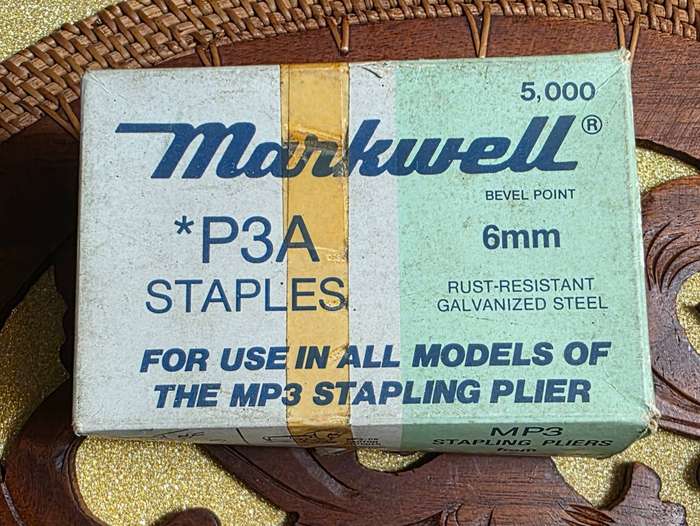 5,000
Markwell®
BEVEL POINT
*P3A
6mm
STAPLES
RUST-RESISTANT
GALVANIZED STEEL
FOR USE IN ALL MODELS OF
THE MP3 STAPLING PLIER
MP3
STAPLING PLIERS
from